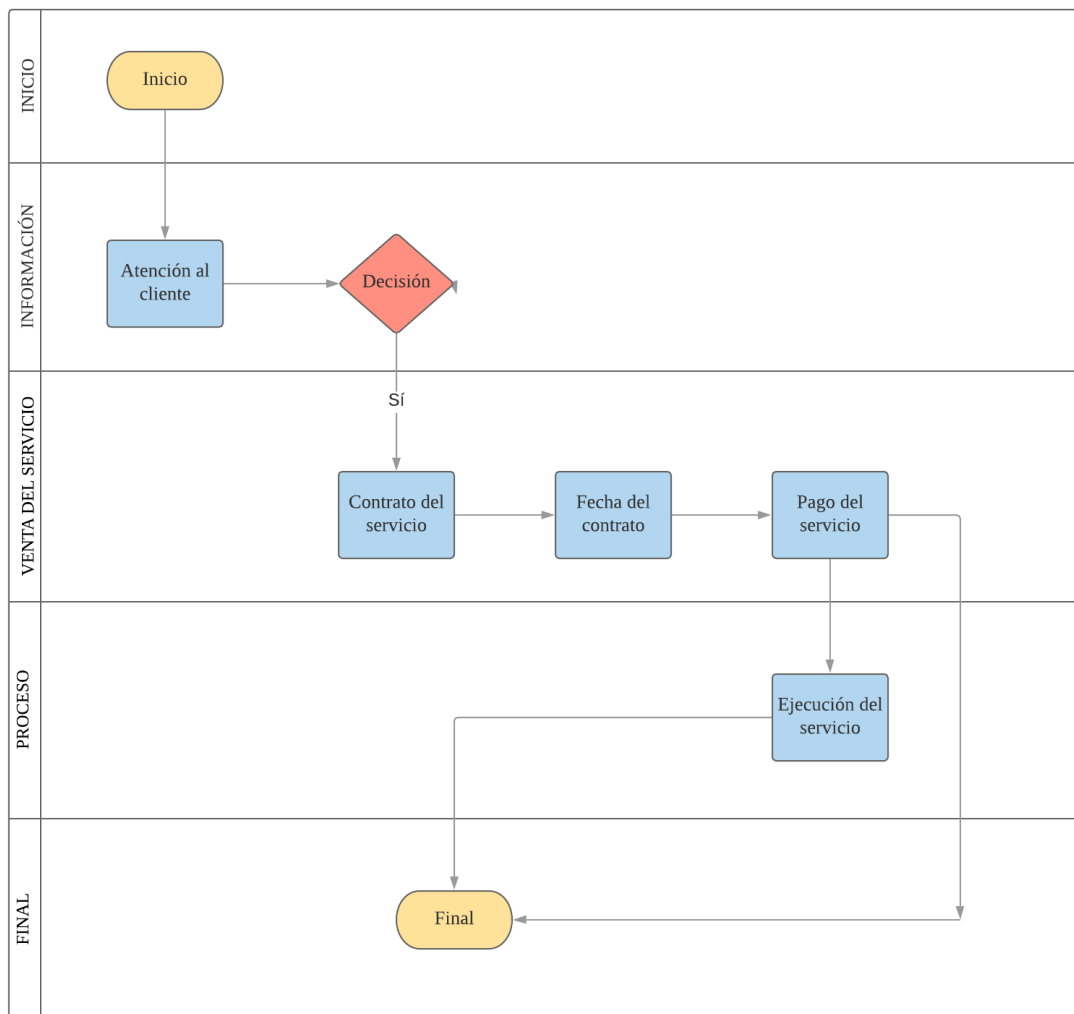 INICIO
Inicio
INFORMACIÓN
Atención al
cliente
Decisión
Sí
VENTA DEL SERVICIO
Contrato del
servicio
Fecha del
contrato
Pago del
servicio
PROCESO
Ejecución del
servicio
FINAL
Final